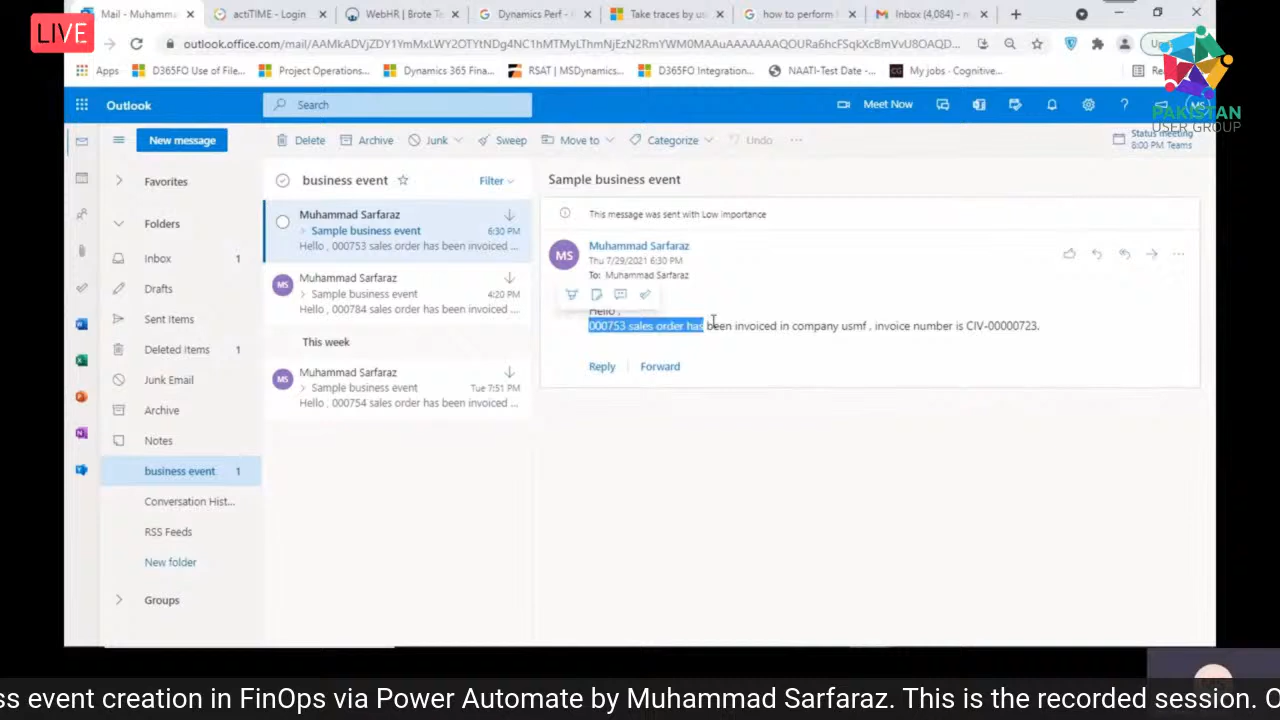 LIVE
Mail - Muhamma
actiTIME - Login
WebHR | Brote Te
Dynamics Perf -
Take traces by us
how to perform
Inbox (4,084) - m
outlook.office.com/mail/
Apps
D365FO Use of File...
Project Operations...
Dynamics 365 Fina...
RSAT | MSDynamics...
D365FO Integration...
NAATI-Test Date -...
My jobs - Cognitive...
PAKISTAN
USER GROUP
Outlook
Search
Meet Now
New message
Delete
Archive
Junk
Sweep
Move to
Categorize
Undo
Status meeting
8:00 PM Teams
Favorites
Folders
Inbox 1
Drafts
Sent Items
Deleted Items 1
Junk Email
Archive
Notes
business event 1
Conversation Hist...
RSS Feeds
New folder
Groups
business event
Filter
Muhammad Sarfaraz
Sample business event 6:30 PM
Hello , 000753 sales order has been invoiced ...
MS
Muhammad Sarfaraz
Sample business event 4:20 PM
Hello , 000784 sales order has been invoiced ...
This week
MS
Muhammad Sarfaraz
Sample business event Tue 7:51 PM
Hello , 000754 sales order has been invoiced ...
Sample business event
This message was sent with Low importance
MS
Muhammad Sarfaraz
Thu 7/29/2021 6:30 PM
To: Muhammad Sarfaraz
Hello ,
000753 sales order has been invoiced in company usmf , invoice number is CIV-00000723.
Reply
Forward
ss event creation in FinOps via Power Automate by Muhammad Sarfaraz. This is the recorded session.